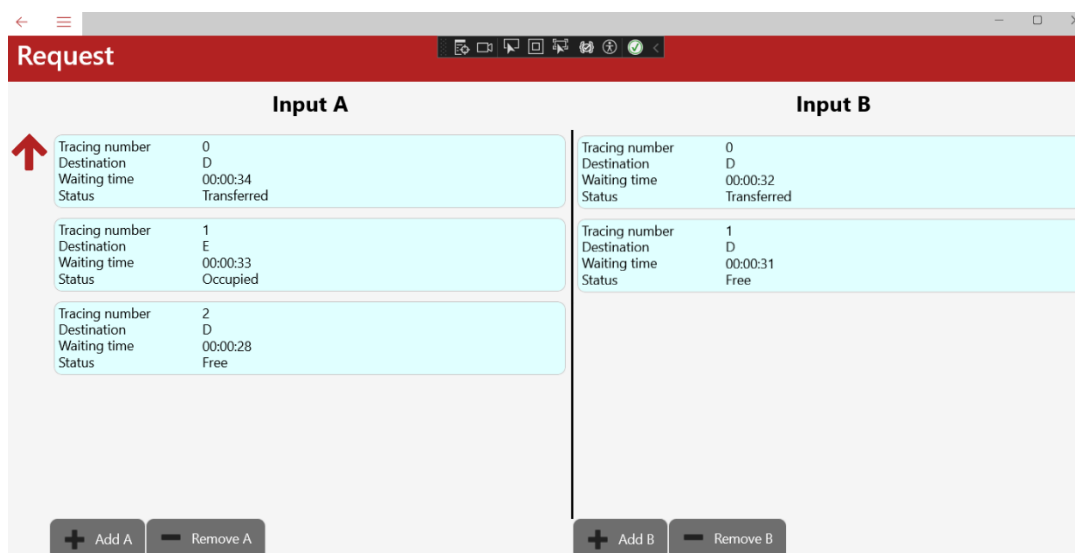 Request
Input A
Tracing number 0
Destination D
Waiting time 00:00:34
Status Transferred
Tracing number 1
Destination E
Waiting time 00:00:33
Status Occupied
Tracing number 2
Destination D
Waiting time 00:00:28
Status Free
Add A
Remove A
Input B
Tracing number 0
Destination D
Waiting time 00:00:32
Status Transferred
Tracing number 1
Destination D
Waiting time 00:00:31
Status Free
Add B
Remove B